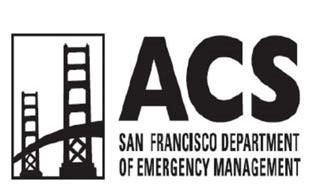 ACS
SAN FRANCISCO DEPARTMENT
OF EMERGENCY MANAGEMENT